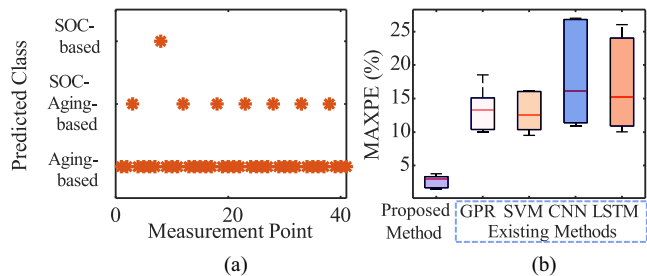 Predicted Class
SOC-
based
SOC-
Aging-
based
Aging-
based
0
20
40
Measurement Point
(a)
MAXPE (%)
25
20
15
10
5
Proposed
Method
GPR SVM CNN LSTM
Existing Methods
(b)